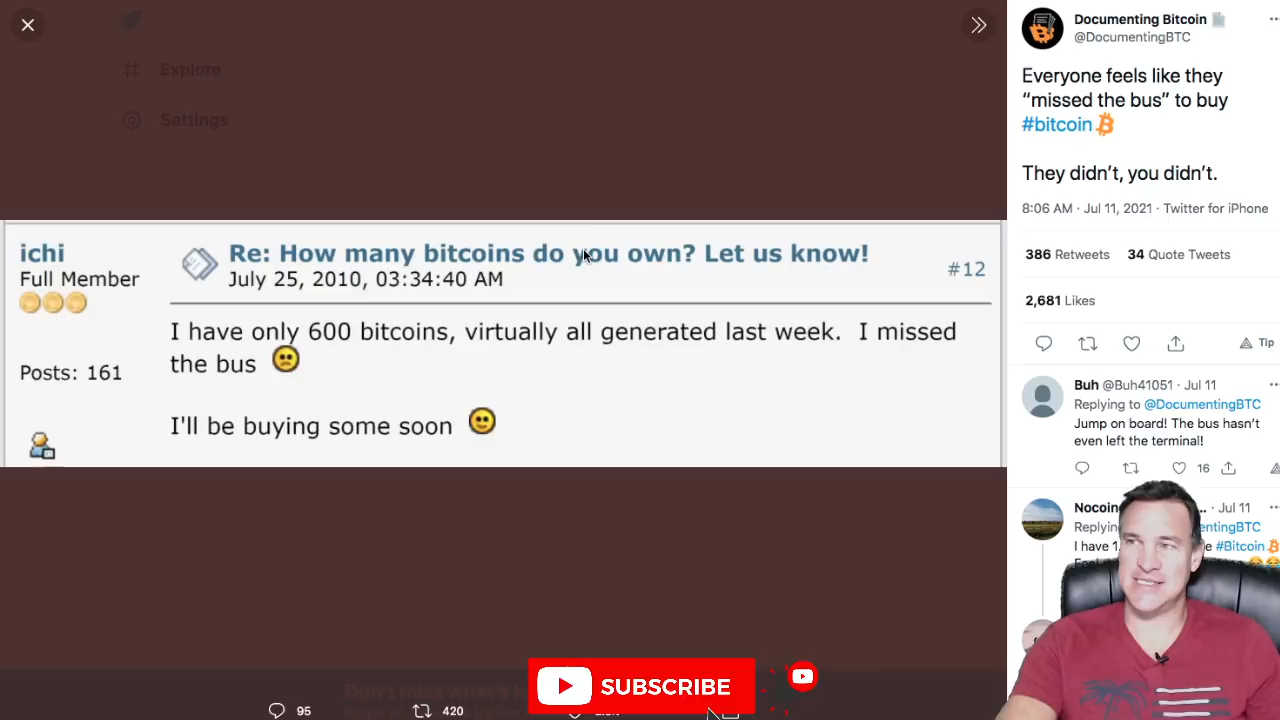 Explore
Settings
ichi
Full Member
Posts: 161
Re: How many bitcoins do you own? Let us know!
July 25, 2010, 03:34:40 AM
#12
I have only 600 bitcoins, virtually all generated last week. I missed
the bus
I'll be buying some soon
Don't miss what's
95
420
SUBSCRIBE
Documenting Bitcoin
@DocumentingBTC
Everyone feels like they
“missed the bus” to buy
#bitcoin
They didn’t, you didn’t.
8:06 AM · Jul 11, 2021 · Twitter for iPhone
386 Retweets 34 Quote Tweets
2,681 Likes
Tip
Buh @Buh41051 · Jul 11
Replying to @DocumentingBTC
Jump on board! The bus hasn’t
even left the terminal!
16
... · Jul 11
I have
#Bitcoin